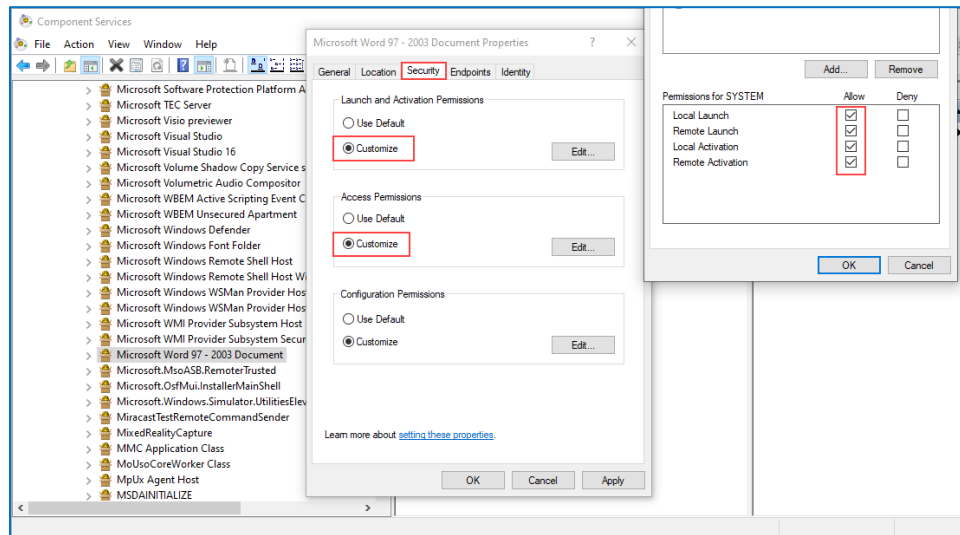 Component Services
File Action View Window Help
Microsoft Software Protection Platform A
Microsoft TEC Server
Microsoft Visio previewer
Microsoft Visual Studio
Microsoft Visual Studio 16
Microsoft Volume Shadow Copy Service s
Microsoft Volumetric Audio Compositor
Microsoft WBEM Active Scripting Event C
Microsoft WBEM Unsecured Apartment
Microsoft Windows Defender
Microsoft Windows Font Folder
Microsoft Windows Remote Shell Host
Microsoft Windows Remote Shell Host Wi
Microsoft Windows WSMan Provider Hos
Microsoft Windows WSMan Provider Hos
Microsoft WMI Provider Subsystem Host
Microsoft WMI Provider Subsystem Secur
Microsoft Word 97 - 2003 Document
Microsoft.MsoASB.RemoterTrusted
Microsoft.OsfMui.InstallerMainShell
Microsoft.Windows.Simulator.UtilitiesElev
MiracastTestRemoteCommandSender
MixedRealityCapture
MMC Application Class
MoUsoCoreWorker Class
MpUx Agent Host
MSDAINITIALIZE
Microsoft Word 97 - 2003 Document Properties
General Location Security Endpoints Identity
Launch and Activation Permissions
Use Default
Customize
Edit...
Access Permissions
Use Default
Customize
Edit...
Configuration Permissions
Use Default
Customize
Edit...
Learn more about setting these properties.
OK Cancel Apply
Add... Remove
Permissions for SYSTEM Allow Deny
Local Launch
Remote Launch
Local Activation
Remote Activation
OK Cancel